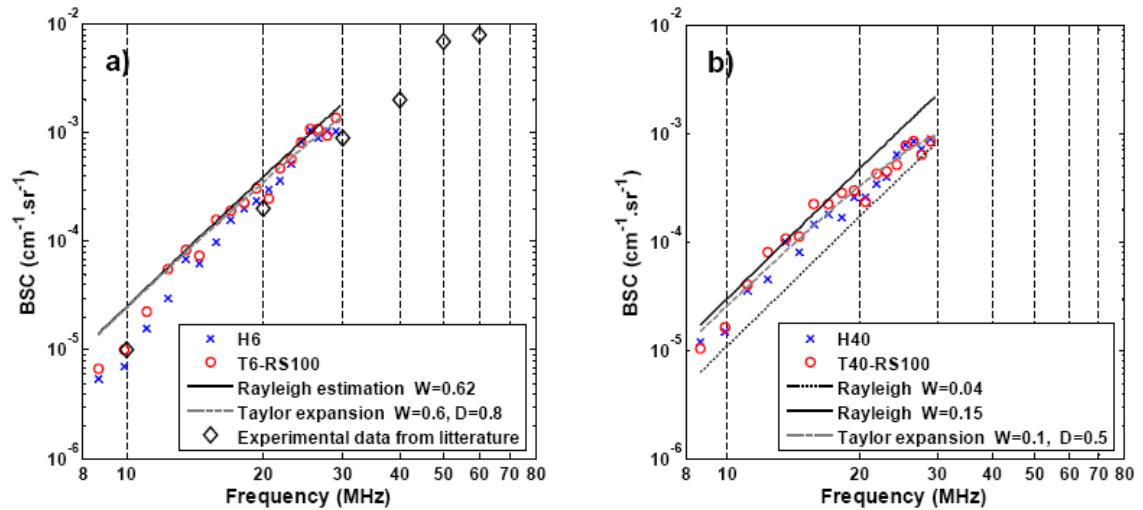 a)
10^-2
10^-3
10^-4
10^-5
10^-6
BSC (cm^-1.sr^-1)
H6
T6-RS100
Rayleigh estimation W=0.62
Taylor expansion W=0.6, D=0.8
Experimental data from litterature
8 10 20 30 40 50 60 70 80
Frequency (MHz)
b)
10^-2
10^-3
10^-4
10^-5
10^-6
BSC (cm^-1.sr^-1)
H40
T40-RS100
Rayleigh W=0.04
Rayleigh W=0.15
Taylor expansion W=0.1, D=0.5
8 10 20 30 40 50 60 70 80
Frequency (MHz)